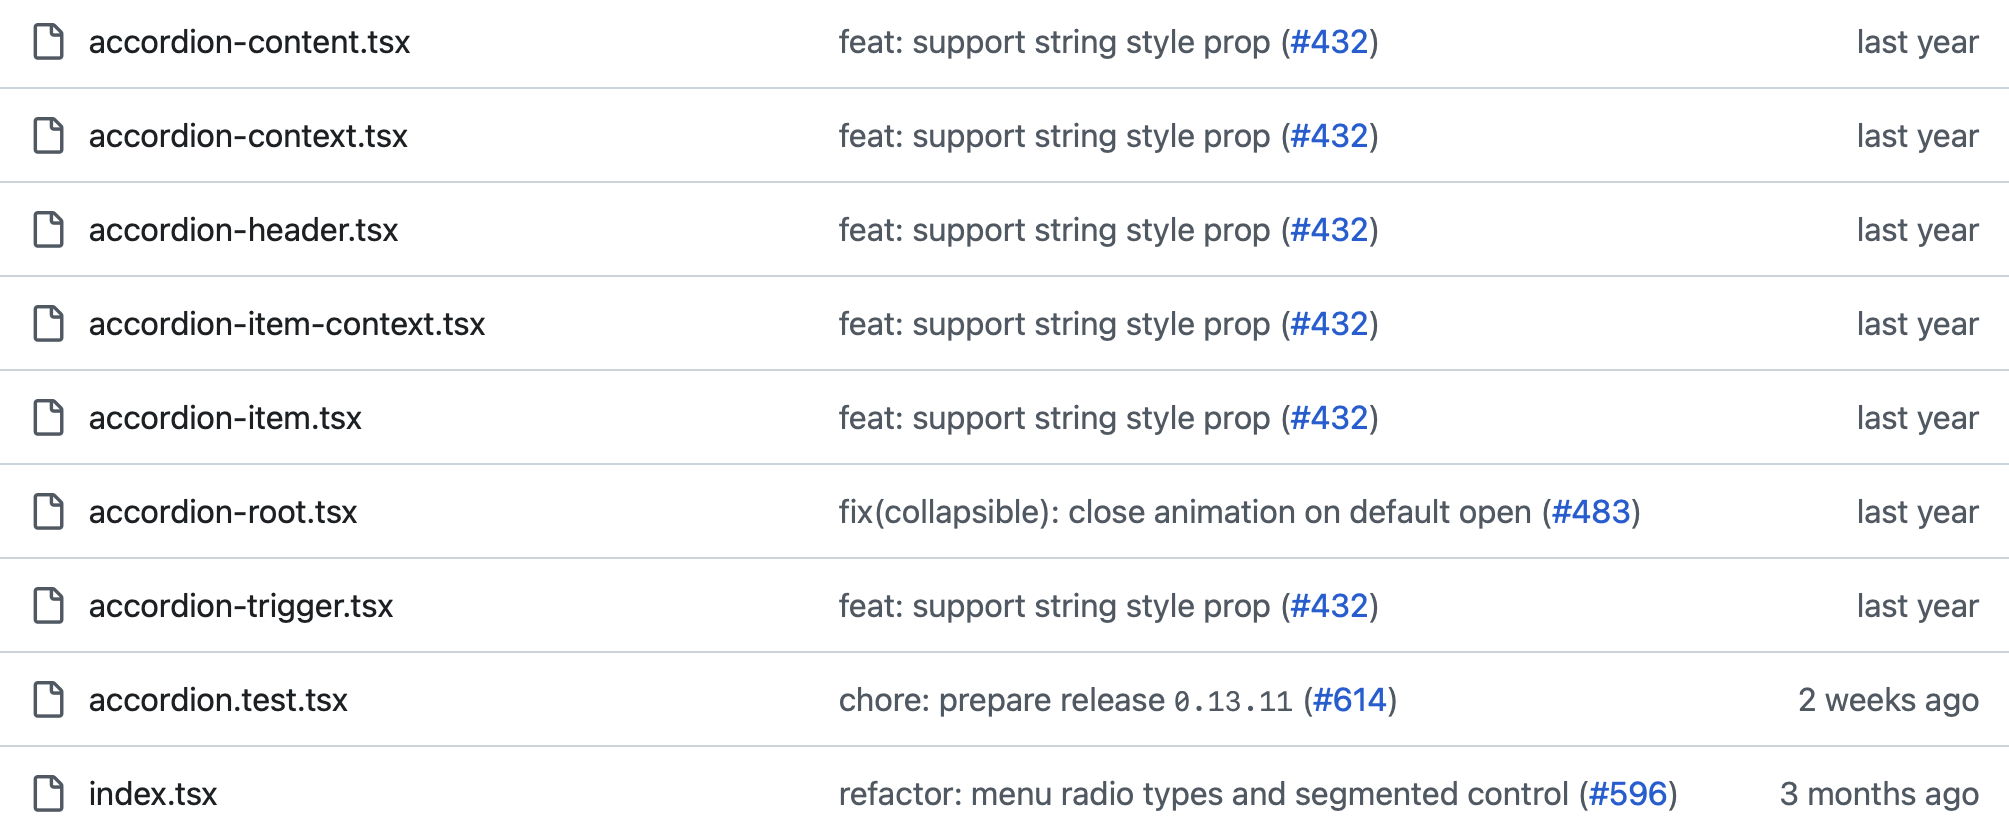 accordion-content.tsx feat: support string style prop (#432) last year
accordion-context.tsx feat: support string style prop (#432) last year
accordion-header.tsx feat: support string style prop (#432) last year
accordion-item-context.tsx feat: support string style prop (#432) last year
accordion-item.tsx feat: support string style prop (#432) last year
accordion-root.tsx fix(collapsible): close animation on default open (#483) last year
accordion-trigger.tsx feat: support string style prop (#432) last year
accordion.test.tsx chore: prepare release 0.13.11 (#614) 2 weeks ago
index.tsx refactor: menu radio types and segmented control (#596) 3 months ago